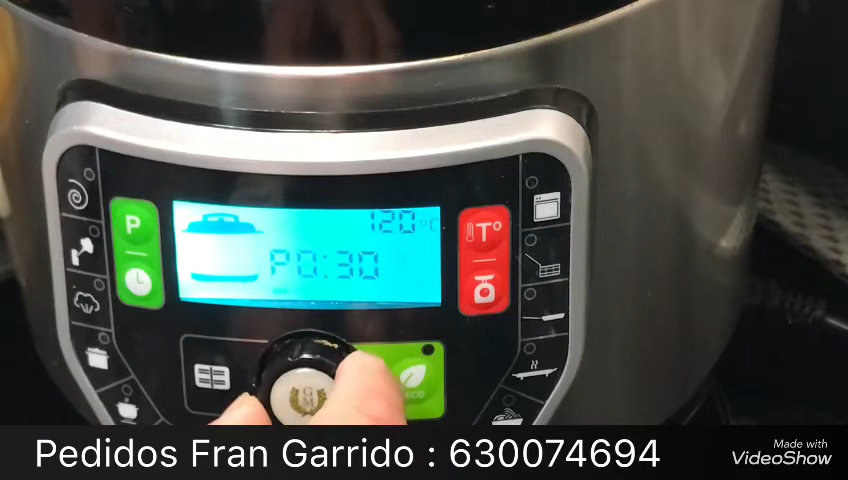 120°C
P
P0:30
T°
ECO
G
M
Pedidos Fran Garrido : 630074694
Made with
VideoShow